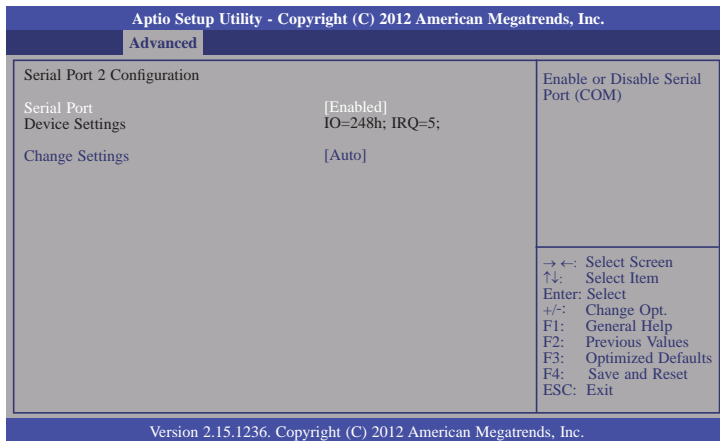 Aptio Setup Utility - Copyright (C) 2012 American Megatrends, Inc.
Advanced
Serial Port 2 Configuration
Serial Port [Enabled]
Device Settings IO=248h; IRQ=5;
Change Settings [Auto]
Enable or Disable Serial
Port (COM)
→←: Select Screen
↑↓: Select Item
Enter: Select
+/-: Change Opt.
F1: General Help
F2: Previous Values
F3: Optimized Defaults
F4: Save and Reset
ESC: Exit
Version 2.15.1236. Copyright (C) 2012 American Megatrends, Inc.